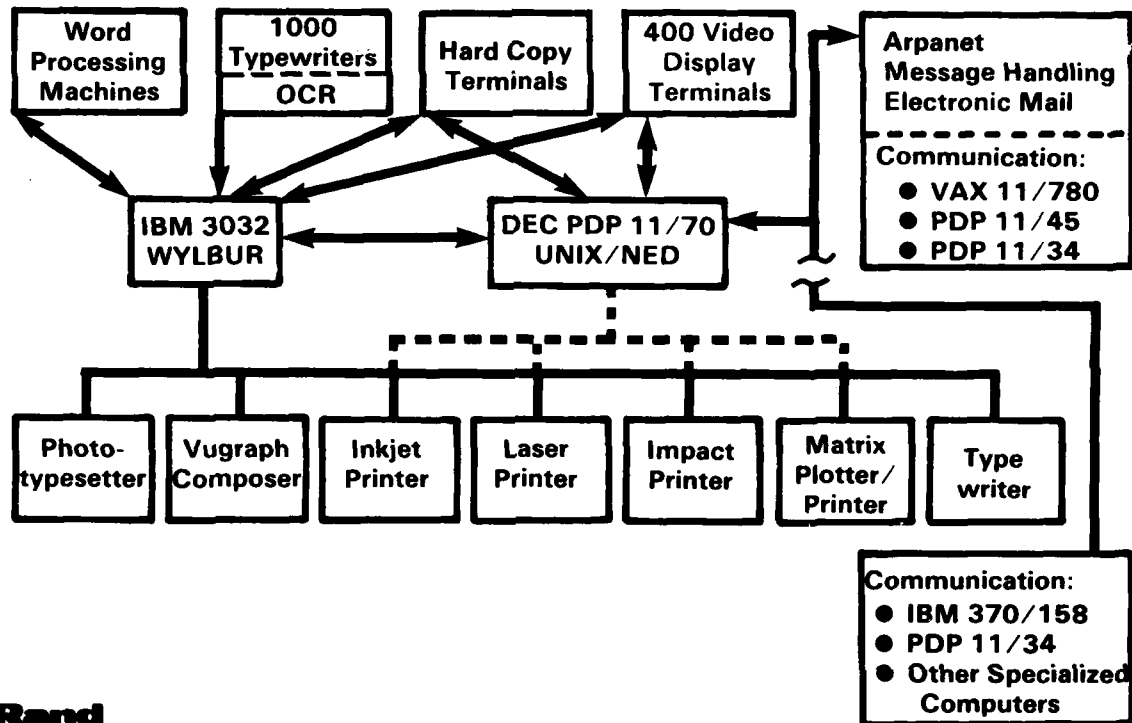 Word
Processing
Machines
1000
Typewriters
OCR
Hard Copy
Terminals
400 Video
Display
Terminals
Arpanet
Message Handling
Electronic Mail
Communication:
● VAX 11/780
● PDP 11/45
● PDP 11/34
IBM 3032
WYLBUR
DEC PDP 11/70
UNIX/NED
Photo-
typesetter
Vugraph
Composer
Inkjet
Printer
Laser
Printer
Impact
Printer
Matrix
Plotter/
Printer
Type
writer
Communication:
● IBM 370/158
● PDP 11/34
● Other Specialized
Computers
Rand